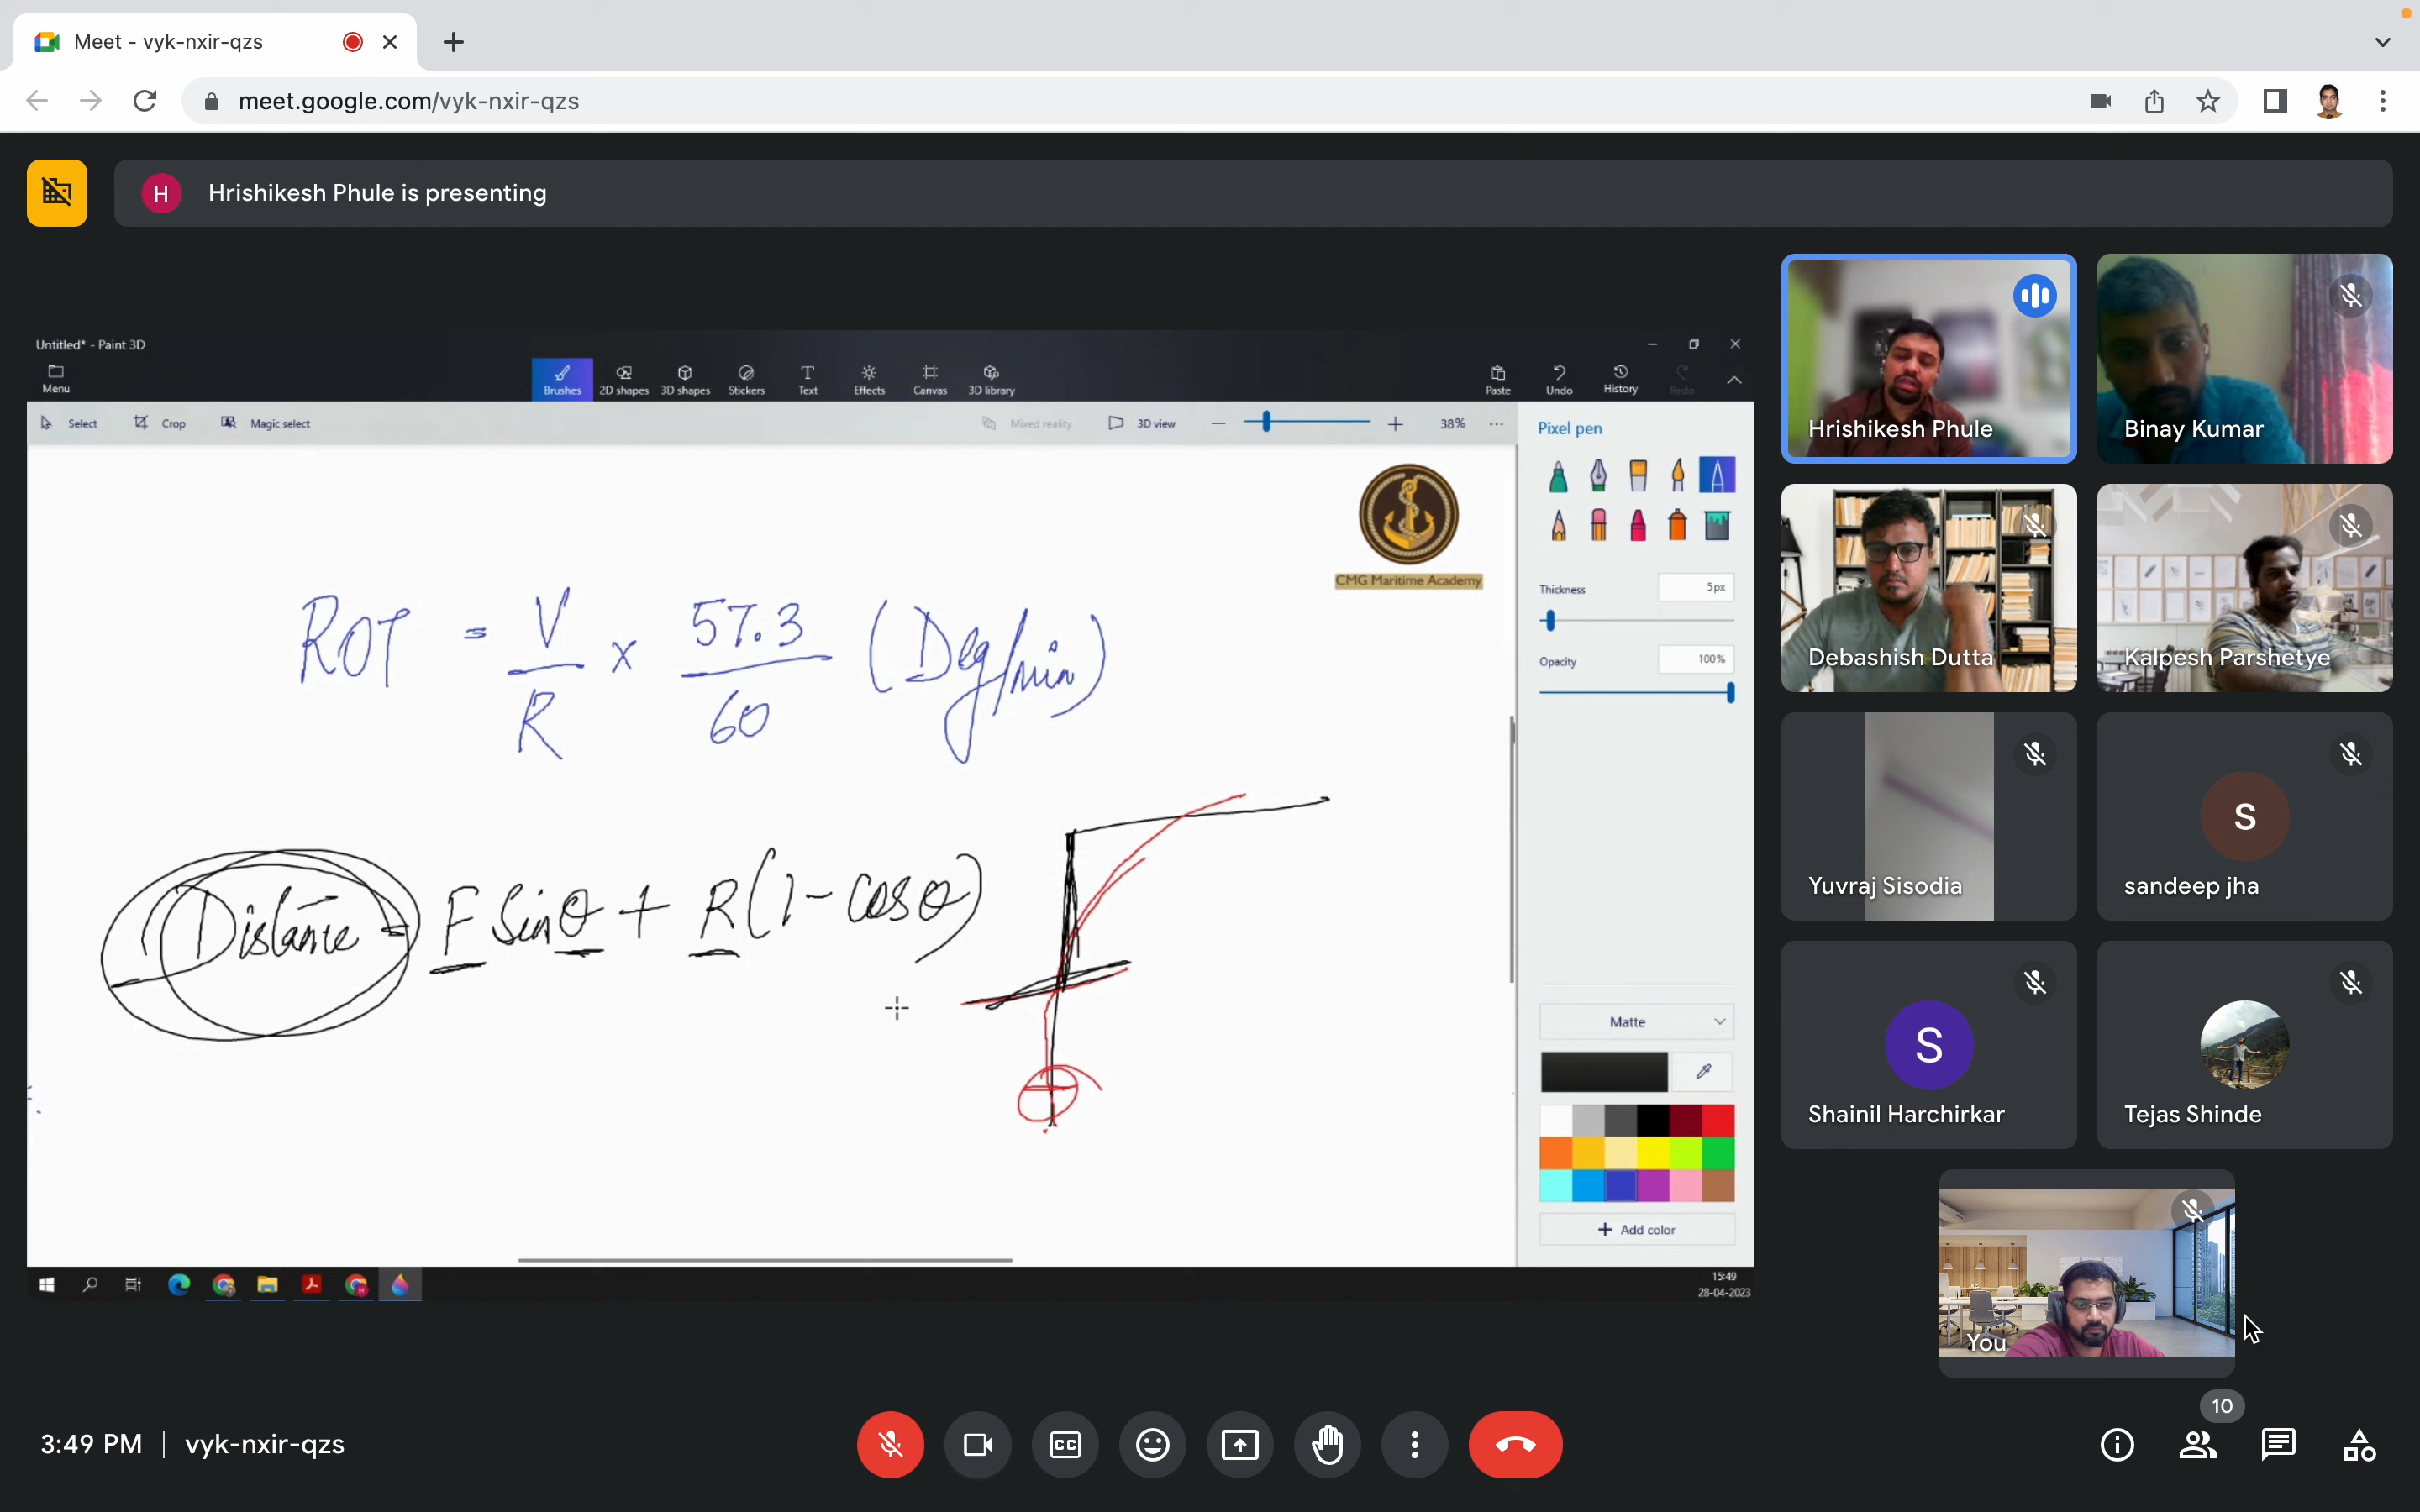 Meet - vyk-nxir-qzs
meet.google.com/vyk-nxir-qzs
H Hrishikesh Phule is presenting
Untitled* - Paint 3D
Menu
Brushes 2D shapes 3D shapes Stickers Text Effects Canvas 3D library Paste Undo History Redo
Select Crop Magic select Mixed reality 3D view 38%
Pixel pen
CMG Maritime Academy
Thickness 5px
Opacity 100%
ROT = V/R x 57.3/60 (Deg/min)
Distance = F Sinθ + R(1-cosθ)
Matte
Add color
15:49
28-04-2023
Hrishikesh Phule
Binay Kumar
Debashish Dutta
Kalpesh Parshetye
Yuvraj Sisodia
S
sandeep jha
S
Shainil Harchirkar
Tejas Shinde
You
3:49 PM | vyk-nxir-qzs
CC
10